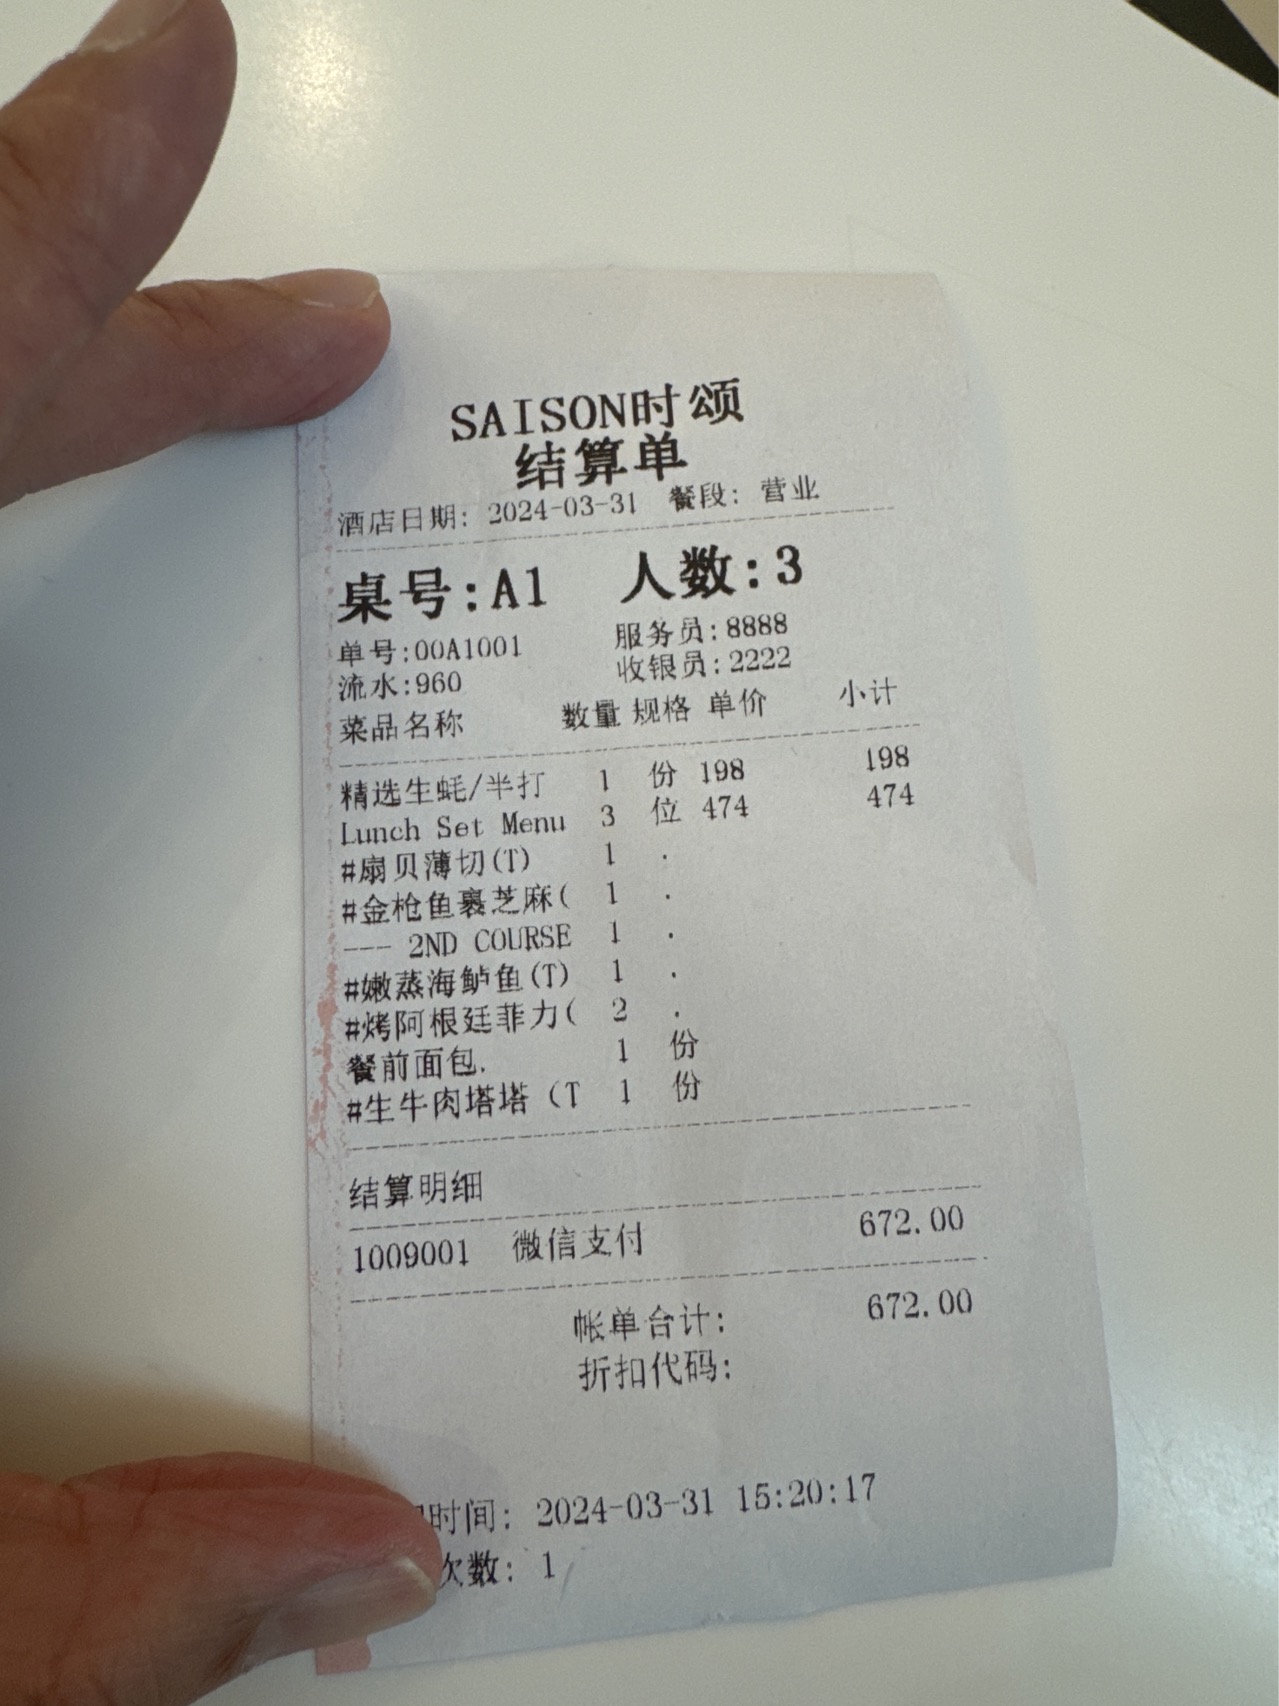 SAISON时颂
结算单
酒店日期: 2024-03-31 餐段: 营业
桌号:A1 人数:3
单号:00A1001 服务员:8888
流水:960 收银员:2222
菜品名称 数量 规格 单价 小计
精选生蚝/半打 1 份 198 198
Lunch Set Menu 3 位 474 474
#扇贝薄切(T) 1 .
#金枪鱼裹芝麻( 1 .
--- 2ND COURSE 1 .
#嫩蒸海鲈鱼(T) 1 .
#烤阿根廷菲力( 2 .
餐前面包. 1 份
#生牛肉塔塔 (T 1 份
结算明细
1009001 微信支付 672.00
帐单合计: 672.00
折扣代码:
时间: 2024-03-31 15:20:17
次数: 1